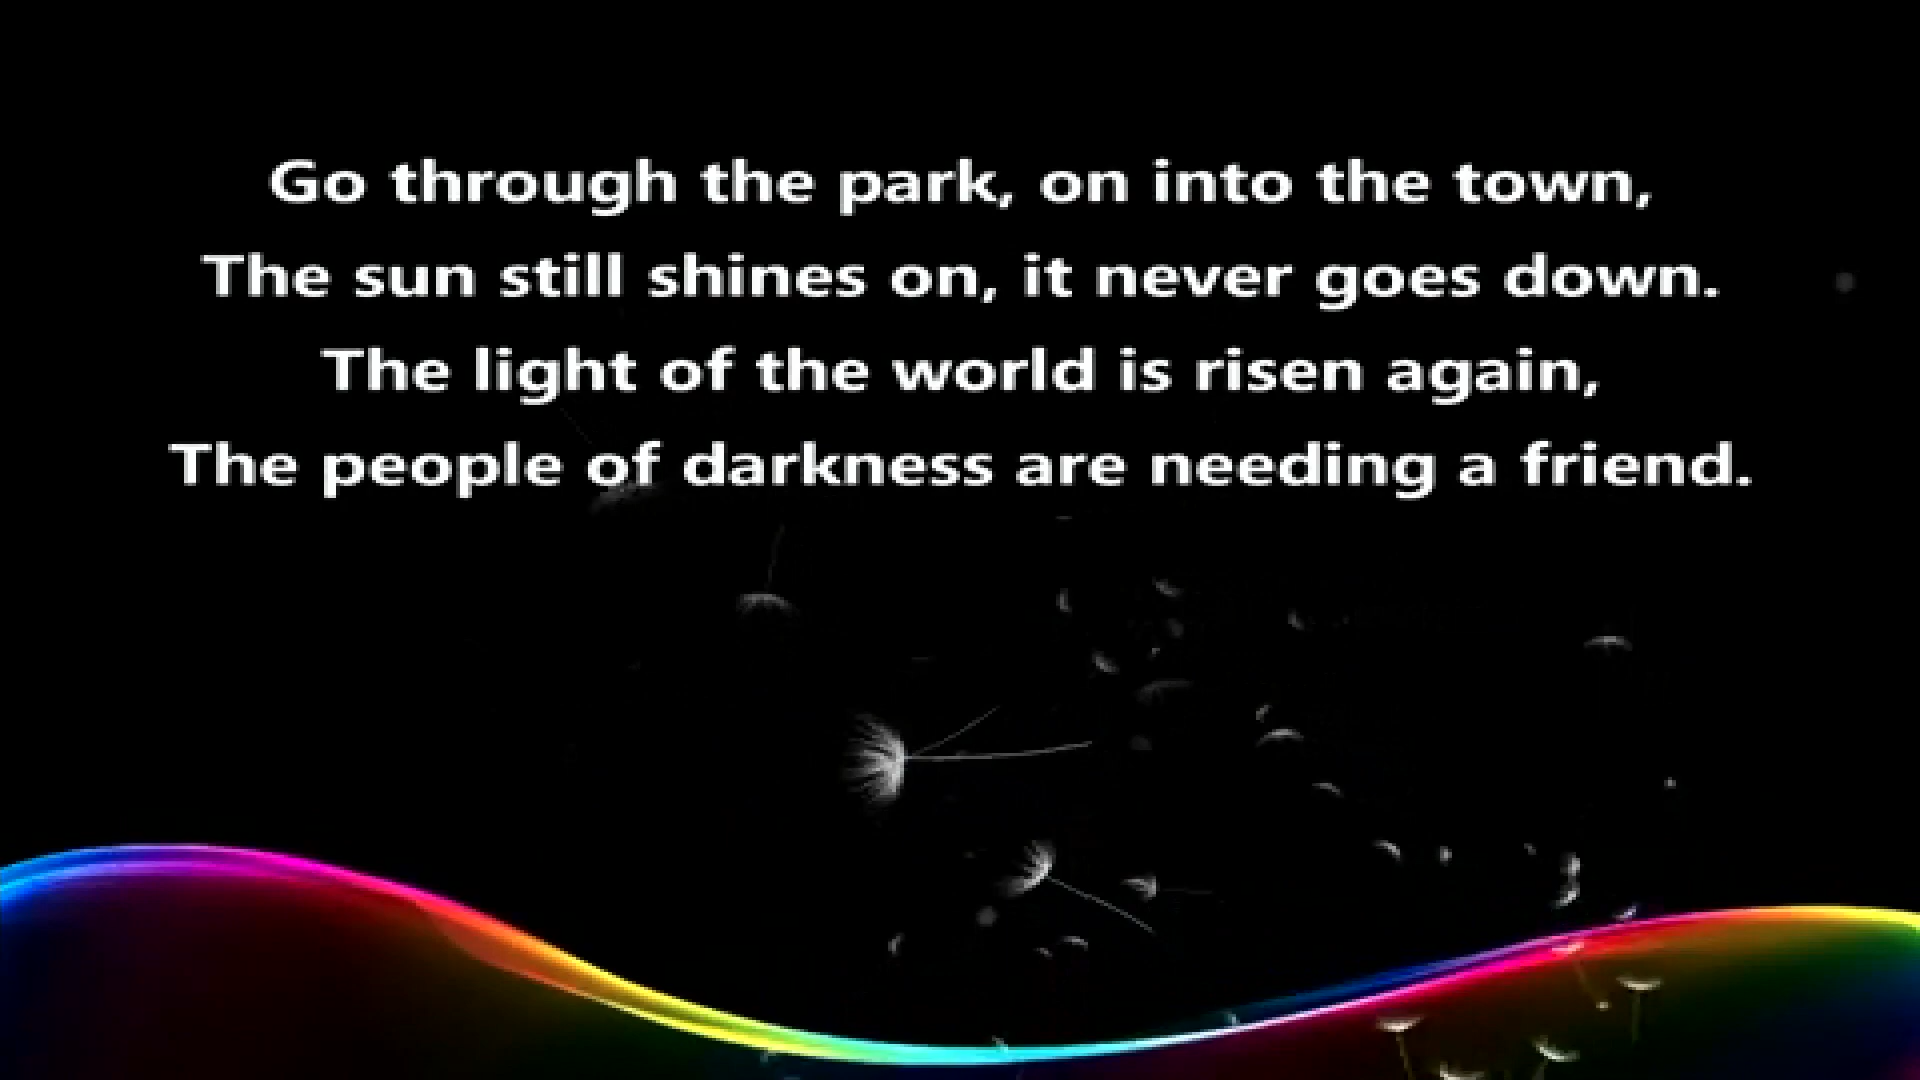 Go through the park, on into the town,
The sun still shines on, it never goes down.
The light of the world is risen again,
The people of darkness are needing a friend.